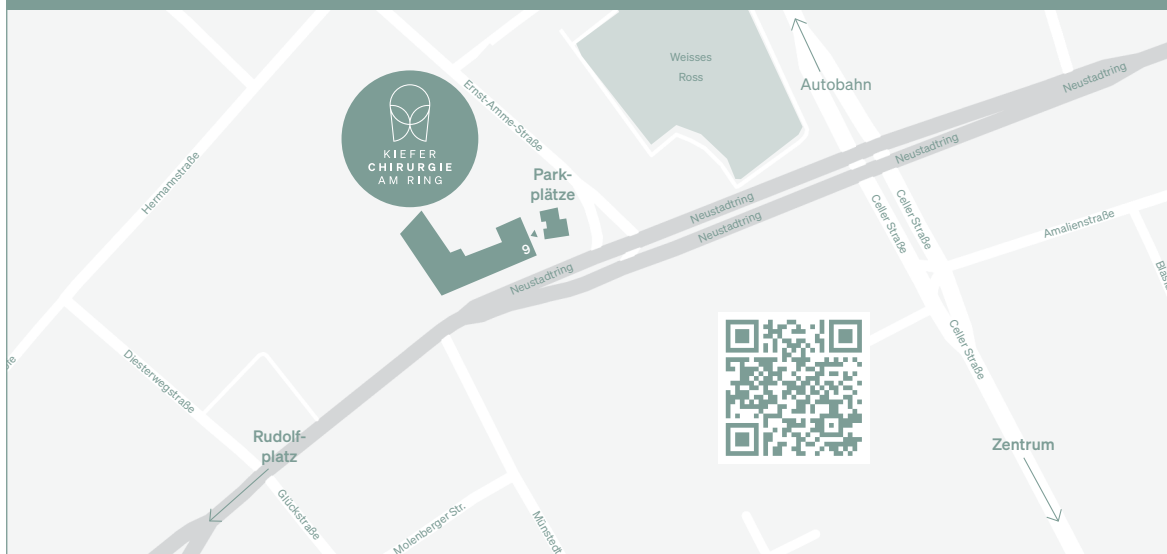 Weisses
Ross
Autobahn
Neustadtring
Neustadtring
Ernst-Amme-Straße
KIEFER
CHIRURGIE
AM RING
Hermannstraße
Park-
plätze
Neustadtring
Neustadtring
Celler Straße
Celler Straße
Amalienstraße
9
Neustadtring
Celler Straße
Diesterwegstraße
Rudolf-
platz
Zentrum
Glückstraße
Molenberger Str.
Münstedt